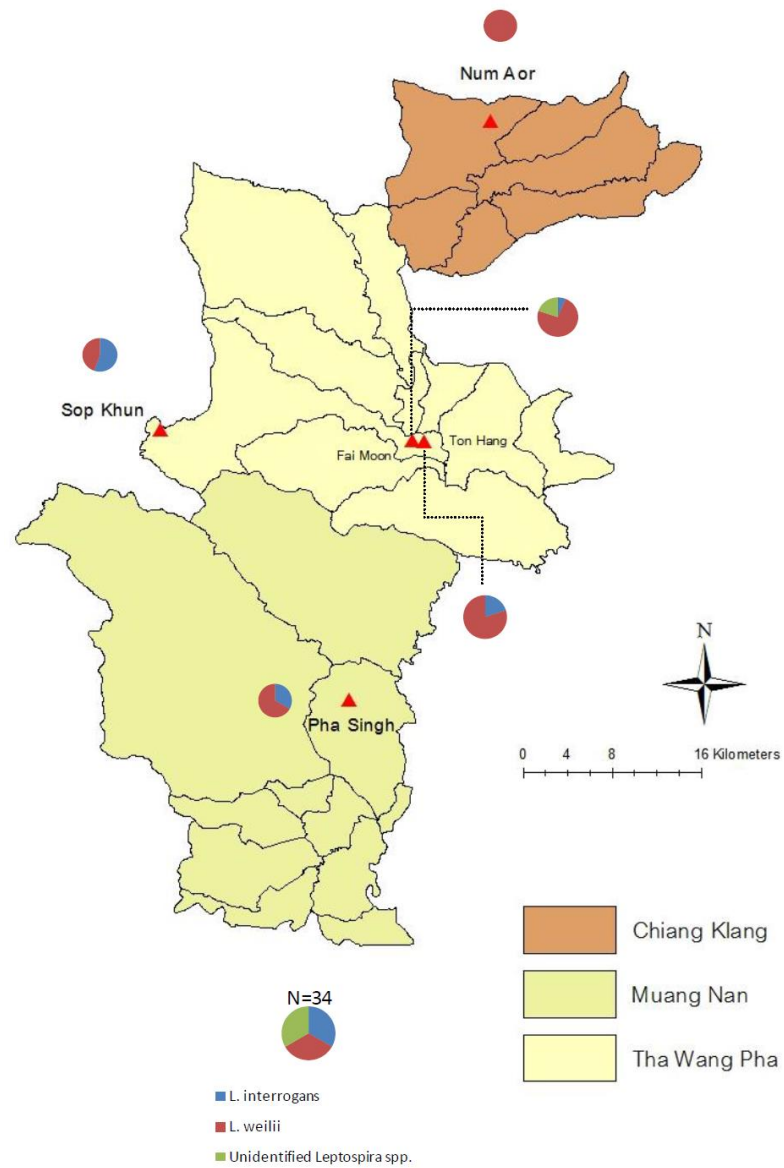 Num Aor
Sop Khun
Fai Moon
Ton Hang
N
Pha Singh
0 4 8 16 Kilometers
Chiang Klang
Muang Nan
Tha Wang Pha
N=34
L. interrogans
L. weilii
Unidentified Leptospira spp.